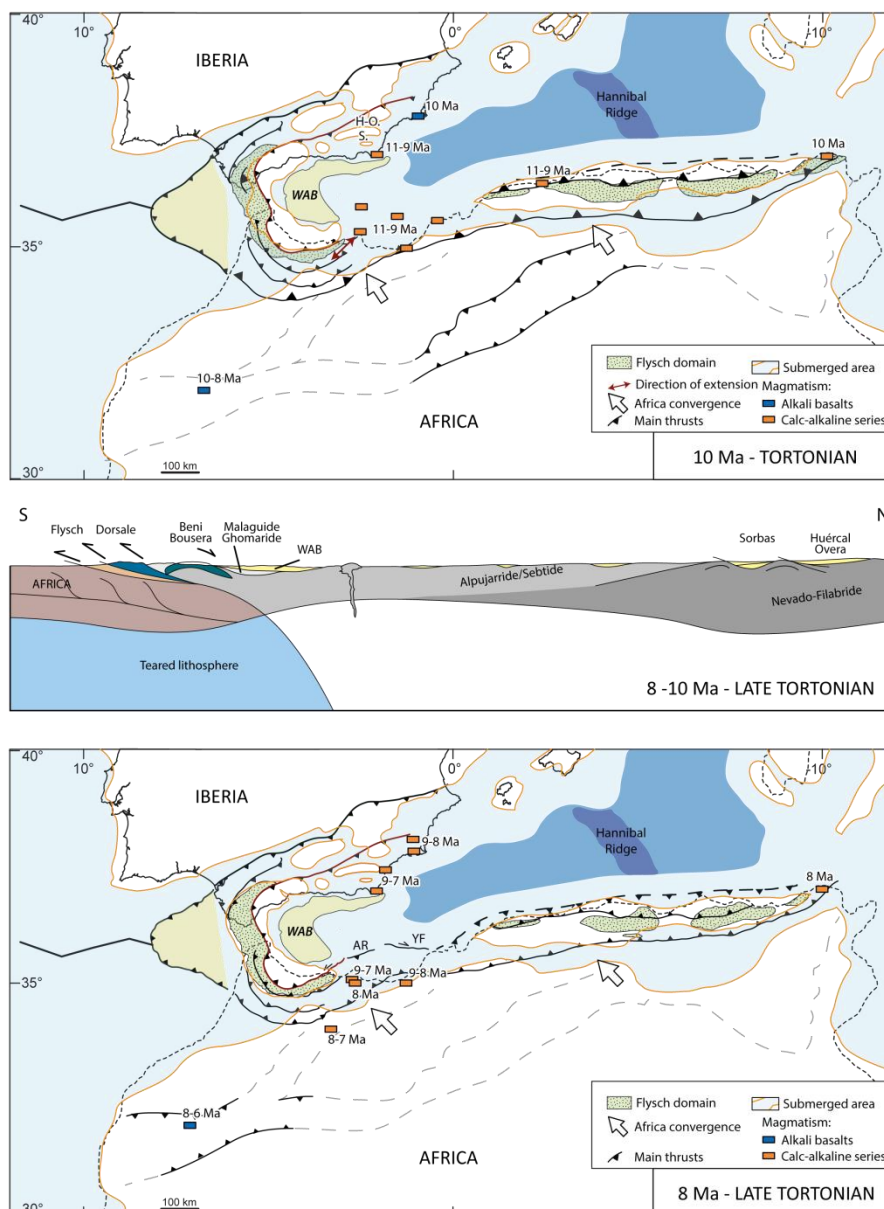 40°
10°
0°
-10°
IBERIA
10 Ma
H-O.
S.
11-9 Ma
WAB
Hannibal
Ridge
10 Ma
11-9 Ma
35°
11-9 Ma
10-8 Ma
AFRICA
30°
100 km
Flysch domain
Submerged area
Direction of extension
Magmatism:
Africa convergence
Alkali basalts
Main thrusts
Calc-alkaline series
10 Ma - TORTONIAN
S
N
Flysch
Dorsale
Beni
Bousera
Malaguide
Ghomaride
WAB
Sorbas
Huércal
Overa
AFRICA
Alpujarride/Sebtide
Nevado-Filabride
Teared lithosphere
8 -10 Ma - LATE TORTONIAN
40°
10°
0°
-10°
IBERIA
9-8 Ma
Hannibal
Ridge
9-7 Ma
8 Ma
WAB
AR
YF
35°
9-7 Ma
9-8 Ma
8 Ma
8-7 Ma
8-6 Ma
AFRICA
30°
100 km
Flysch domain
Submerged area
Africa convergence
Magmatism:
Alkali basalts
Main thrusts
Calc-alkaline series
8 Ma - LATE TORTONIAN